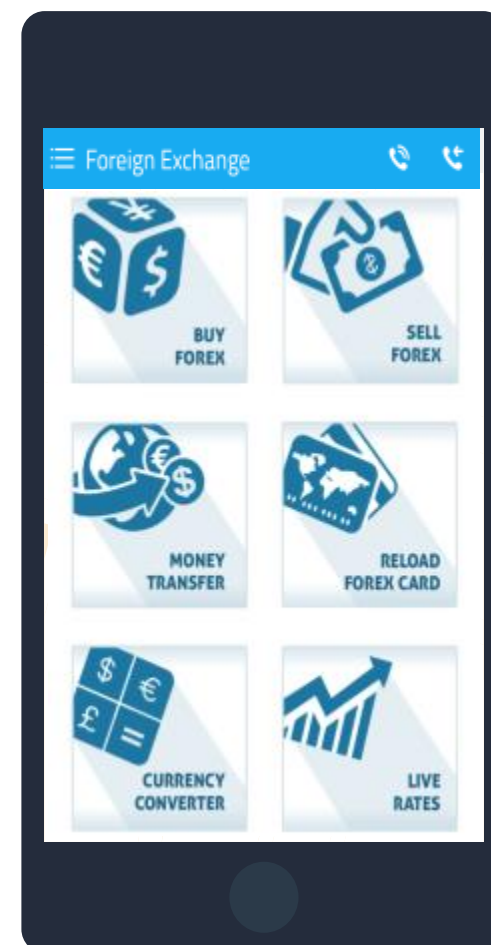 Foreign Exchange
¥
€ $
BUY
FOREX
SELL
FOREX
€
$
MONEY
TRANSFER
RELOAD
FOREX CARD
$ €
£ =
CURRENCY
CONVERTER
LIVE
RATES